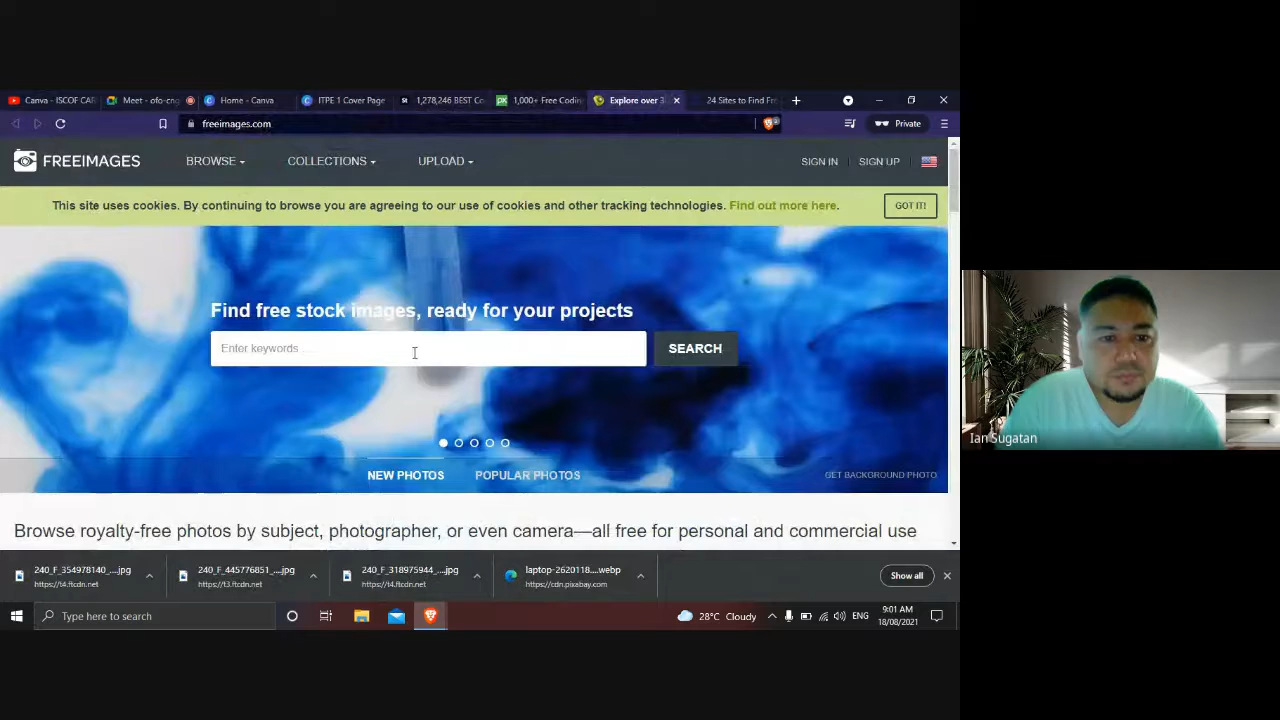 Canva - ISCOF CAR
Meet - ofo-cnq
Home - Canva
ITPE 1 Cover Page
St 1,278,246 BEST Co
1,000+ Free Codin
Explore over 3
24 Sites to Find Fre
freeimages.com
Private
FREEIMAGES
BROWSE
COLLECTIONS
UPLOAD
SIGN IN
SIGN UP
This site uses cookies. By continuing to browse you are agreeing to our use of cookies and other tracking technologies. Find out more here.
GOT IT!
Find free stock images, ready for your projects
Enter keywords ...
SEARCH
NEW PHOTOS
POPULAR PHOTOS
GET BACKGROUND PHOTO
Browse royalty-free photos by subject, photographer, or even camera—all free for personal and commercial use
240_F_354978140_....jpg
https://t4.ftcdn.net
240_F_445776851_....jpg
https://t3.ftcdn.net
240_F_318975944_....jpg
https://t4.ftcdn.net
laptop-2620118....webp
https://cdn.pixabay.com
Show all
Type here to search
28°C Cloudy
ENG
9:01 AM
18/08/2021
Ian Sugatan